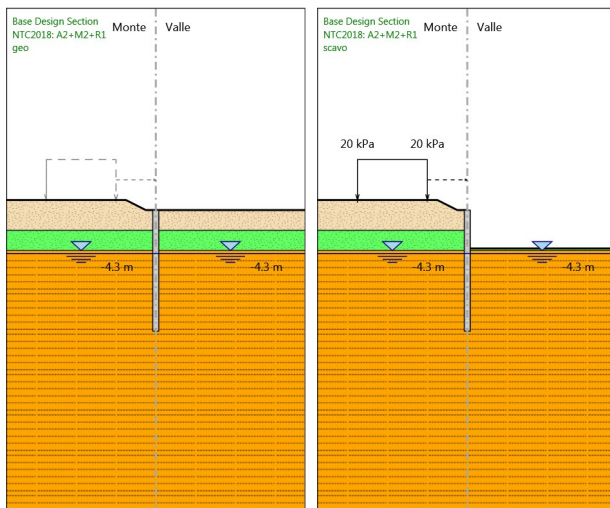 Base Design Section
NTC2018: A2+M2+R1
geo
Monte
Valle
-4.3 m
-4.3 m
Base Design Section
NTC2018: A2+M2+R1
scavo
Monte
Valle
20 kPa
20 kPa
-4.3 m
-4.3 m